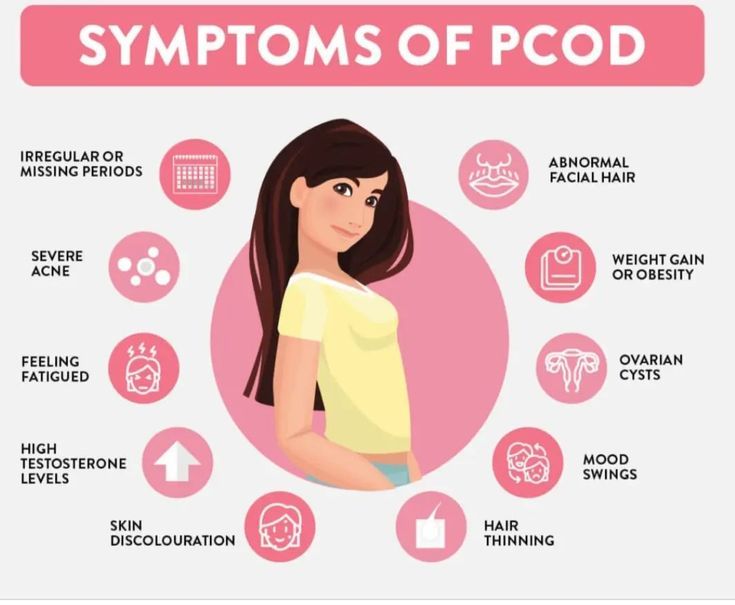 SYMPTOMS OF PCOD
IRREGULAR OR
MISSING PERIODS
ABNORMAL
FACIAL HAIR
SEVERE
ACNE
WEIGHT GAIN
OR OBESITY
FEELING
FATIGUED
OVARIAN
CYSTS
HIGH
TESTOSTERONE
LEVELS
MOOD
SWINGS
SKIN
DISCOLOURATION
HAIR
THINNING